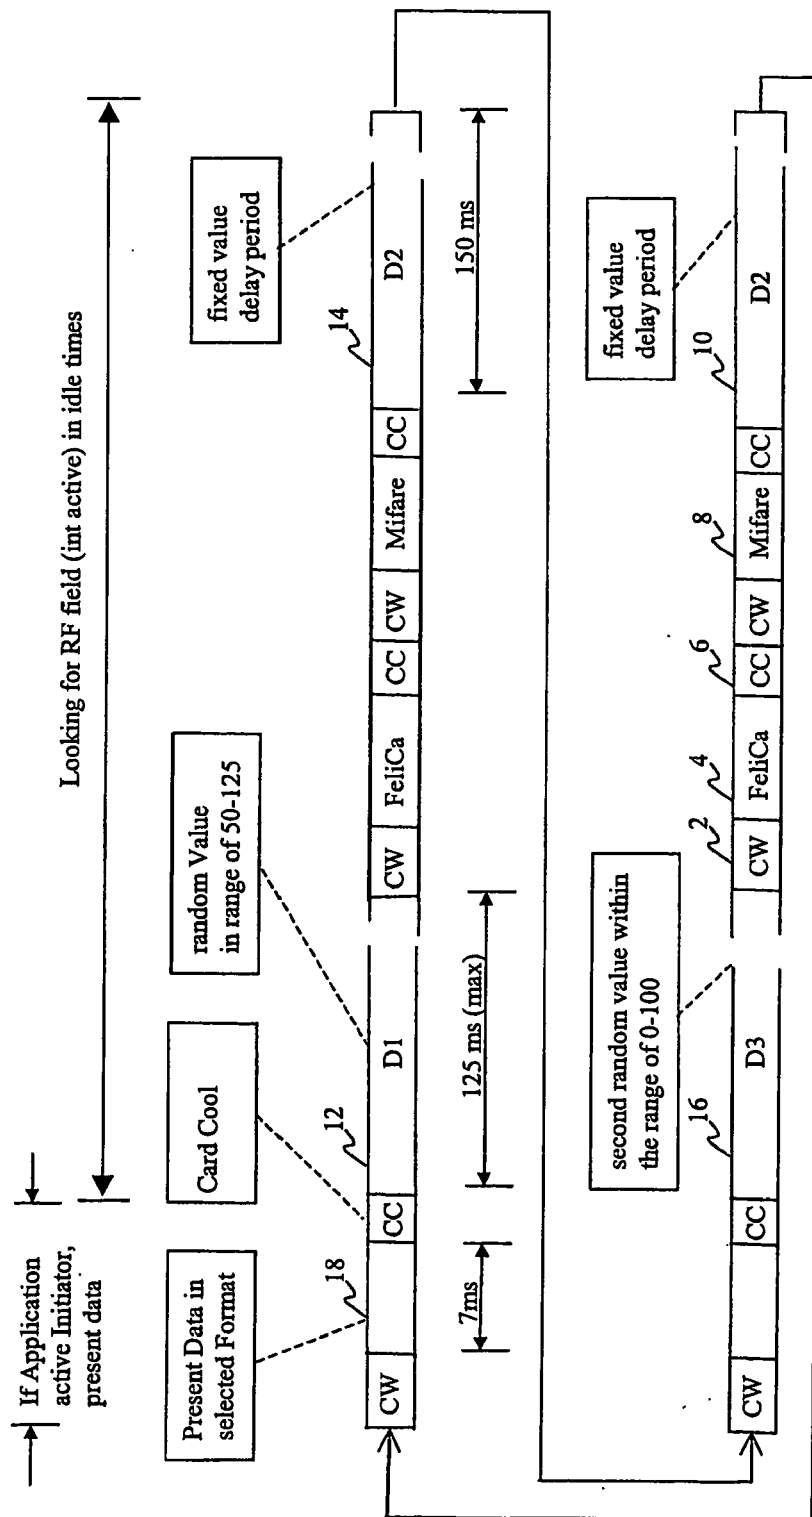 If Application
active Initiator,
present data
Looking for RF field (int active) in idle times
Present Data in
selected Format
Card Cool
random Value
in range of 50-125
fixed value
delay period
18
12
14
CW
CC
D1
CW
FeliCa
CC
CW
Mifare
CC
D2
7ms
125 ms (max)
150 ms
second random value within
the range of 0-100
fixed value
delay period
16
2
4
6
8
10
CW
CC
D3
CW
FeliCa
CC
CW
Mifare
CC
D2